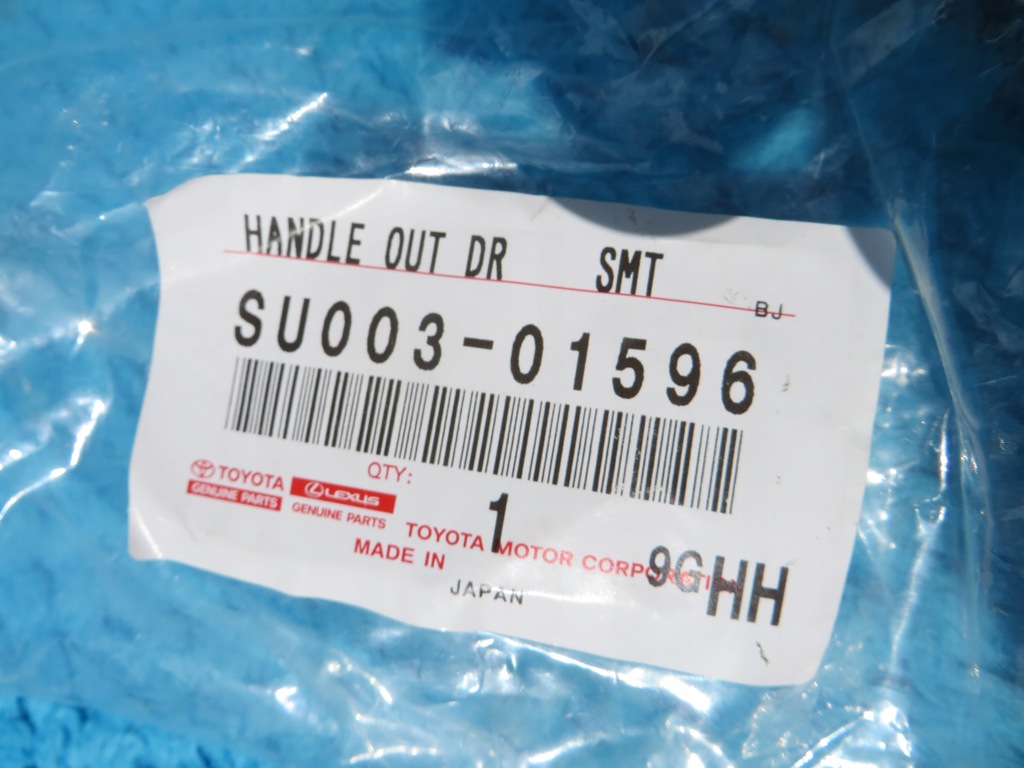 HANDLE OUT DR SMT
BJ
SU003-01596
QTY:
1
TOYOTA
GENUINE PARTS
LEXUS
GENUINE PARTS
TOYOTA MOTOR CORPORATION
MADE IN
JAPAN
9GHH